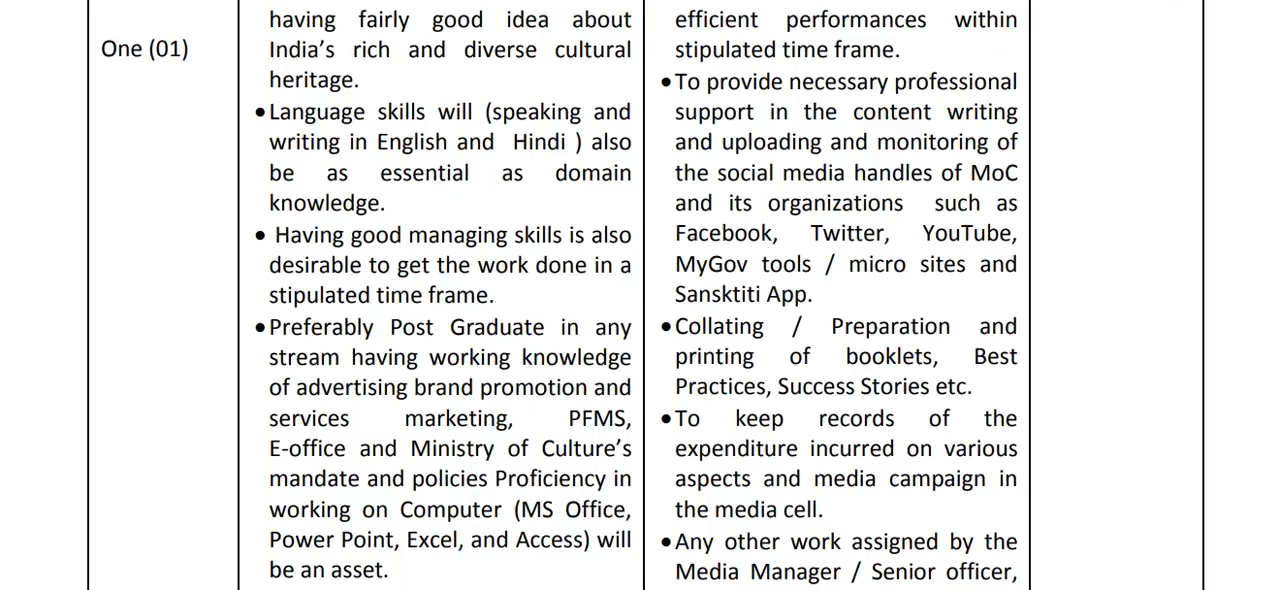 One (01)
having fairly good idea about
India’s rich and diverse cultural
heritage.
•Language skills will (speaking and
writing in English and Hindi ) also
be as essential as domain
knowledge.
• Having good managing skills is also
desirable to get the work done in a
stipulated time frame.
•Preferably Post Graduate in any
stream having working knowledge
of advertising brand promotion and
services marketing, PFMS,
E-office and Ministry of Culture’s
mandate and policies Proficiency in
working on Computer (MS Office,
Power Point, Excel, and Access) will
be an asset.
efficient performances within
stipulated time frame.
•To provide necessary professional
support in the content writing
and uploading and monitoring of
the social media handles of MoC
and its organizations such as
Facebook, Twitter, YouTube,
MyGov tools / micro sites and
Sansktiti App.
•Collating / Preparation and
printing of booklets, Best
Practices, Success Stories etc.
•To keep records of the
expenditure incurred on various
aspects and media campaign in
the media cell.
•Any other work assigned by the
Media Manager / Senior officer,